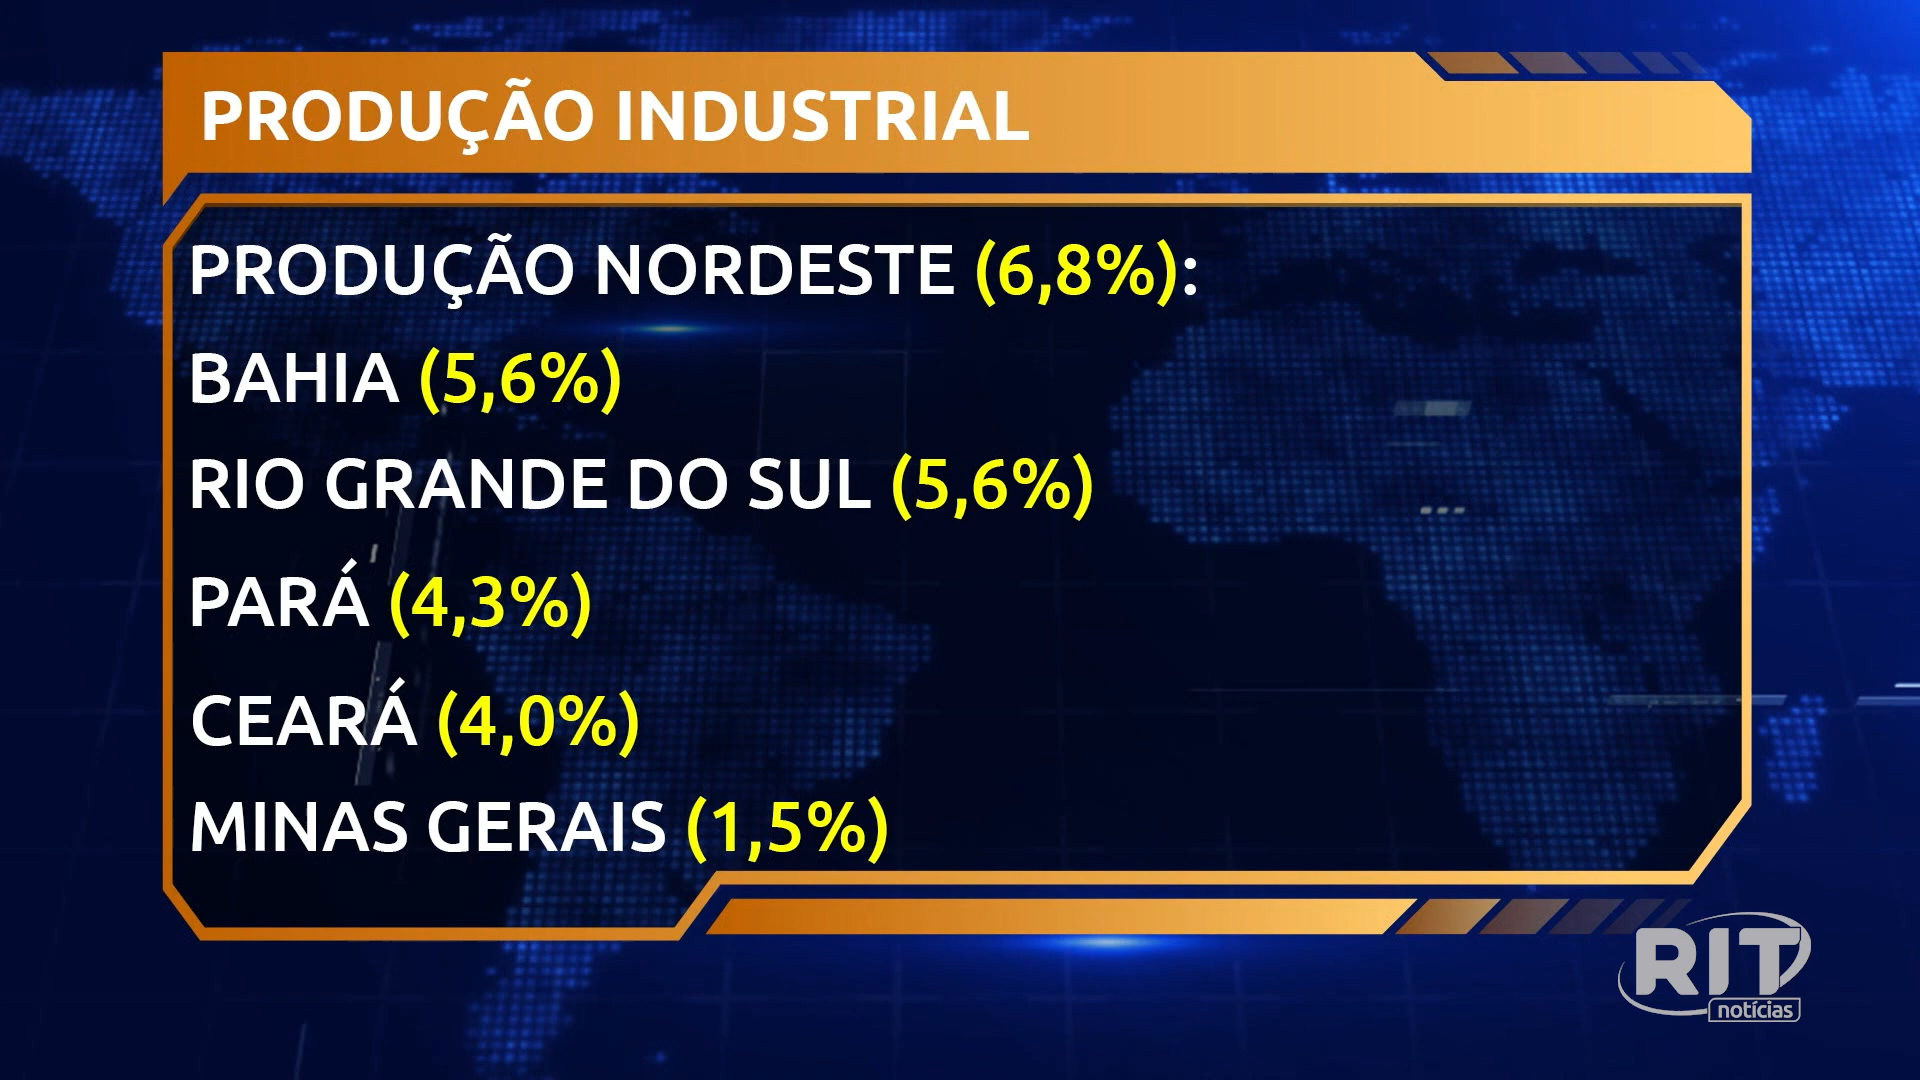 PRODUÇÃO INDUSTRIAL
PRODUÇÃO NORDESTE (6,8%):
BAHIA (5,6%)
RIO GRANDE DO SUL (5,6%)
PARÁ (4,3%)
CEARÁ (4,0%)
MINAS GERAIS (1,5%)
RIT
notícias